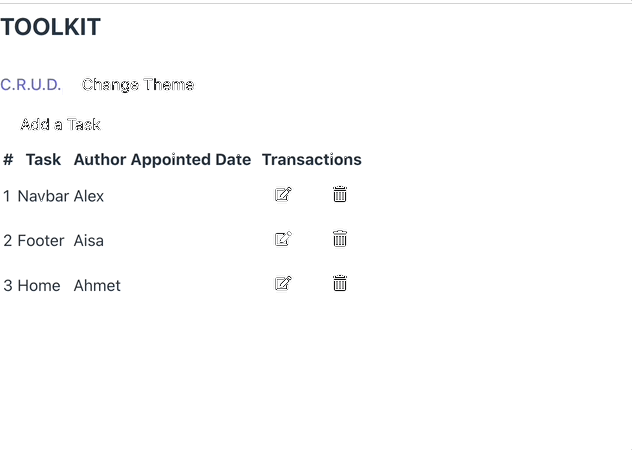 TOOLKIT
C.R.U.D. Change Theme
Add a Task
# Task Author Appointed Date Transactions
1 Navbar Alex
2 Footer Aisa
3 Home Ahmet